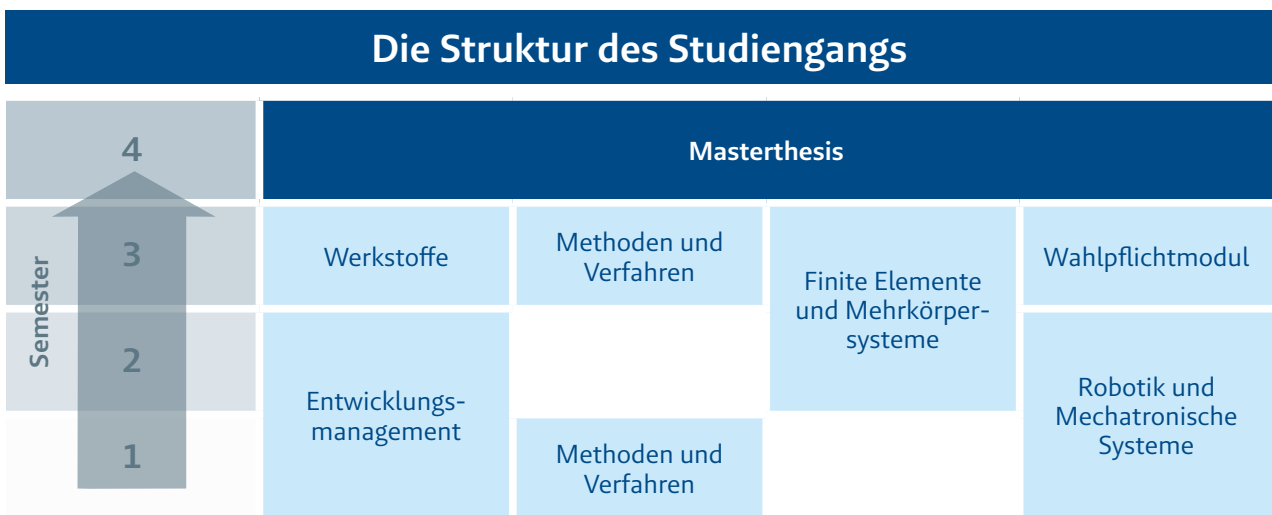 Die Struktur des Studiengangs
4
Masterthesis
Semester
3
Werkstoffe
Methoden und
Verfahren
Finite Elemente
und Mehrkörper-
systeme
Wahlpflichtmodul
2
Entwicklungs-
management
Robotik und
Mechatronische
Systeme
1
Methoden und
Verfahren